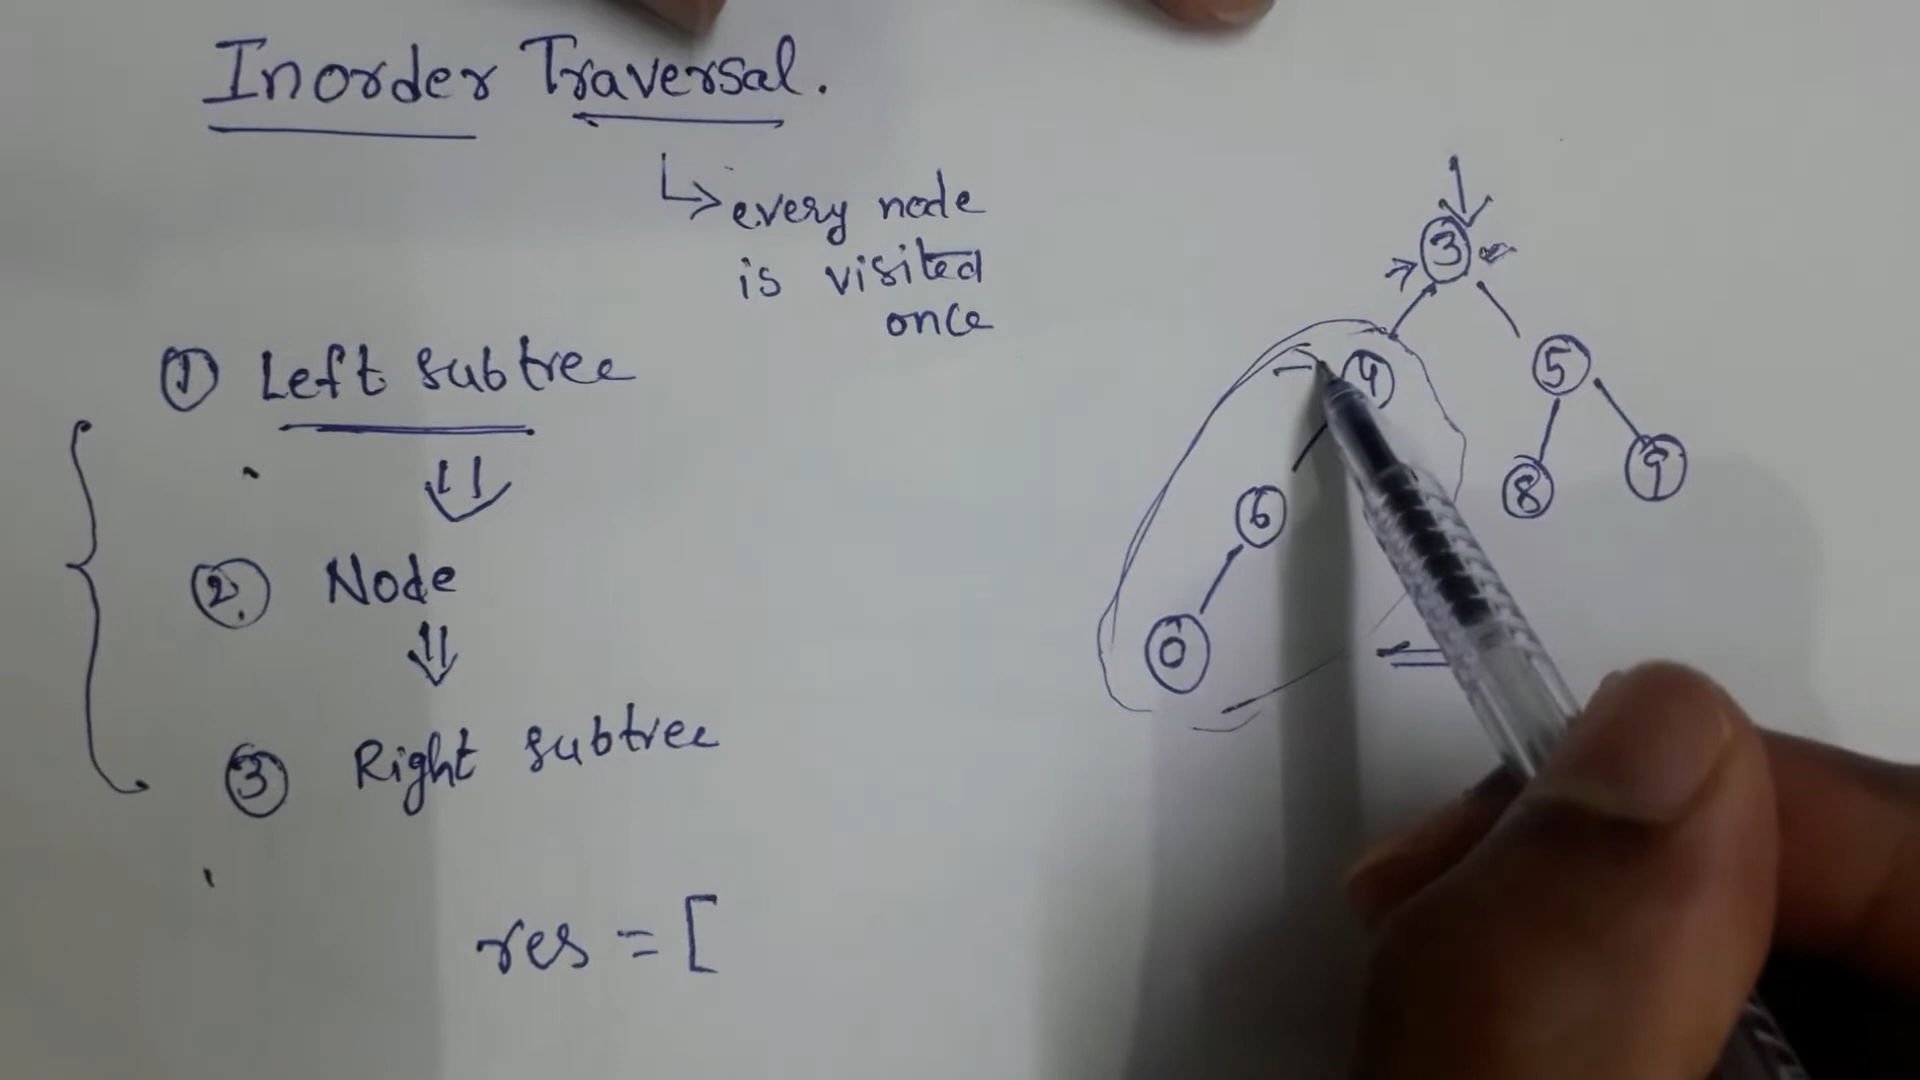 Inorder Traversal.
↳ every node
is visited
once
① Left subtree
② Node
③ Right subtree
res = [
3
4
5
6
8
9
0